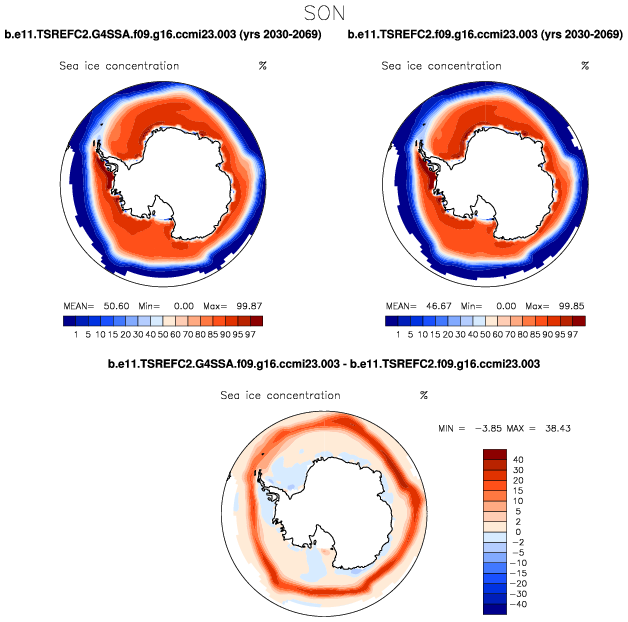 SON
b.e11.TSREFC2.G4SSA.f09.g16.ccmi23.003 (yrs 2030-2069)
b.e11.TSREFC2.f09.g16.ccmi23.003 (yrs 2030-2069)
Sea ice concentration %
Sea ice concentration %
MEAN= 50.60 Min= 0.00 Max= 99.87
MEAN= 46.67 Min= 0.00 Max= 99.85
1 5 10 15 20 30 40 50 60 70 80 85 90 95 97
1 5 10 15 20 30 40 50 60 70 80 85 90 95 97
b.e11.TSREFC2.G4SSA.f09.g16.ccmi23.003 - b.e11.TSREFC2.f09.g16.ccmi23.003
Sea ice concentration %
MIN = -3.85 MAX = 38.43
40
30
20
15
10
5
2
0
-2
-5
-10
-15
-20
-30
-40